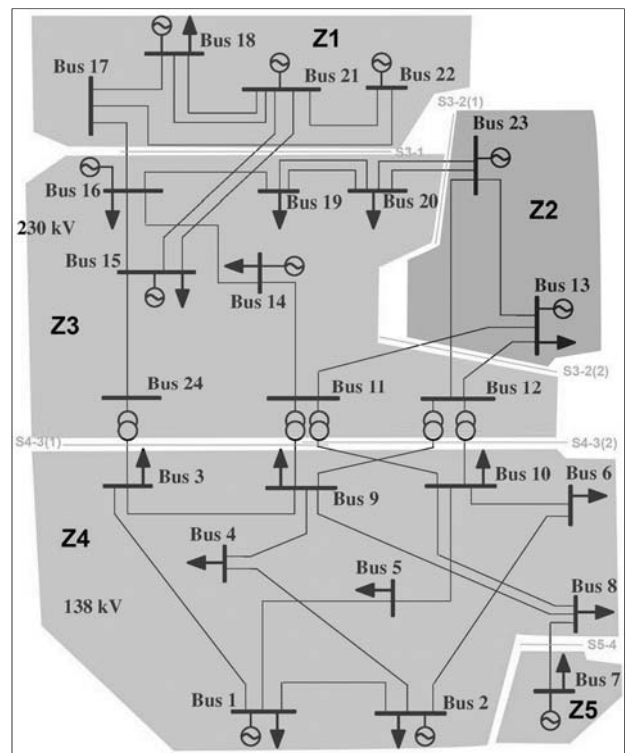 Bus 18
Z1
Bus 17
Bus 21
Bus 22
S3-2(1)
Bus 23
S3-1
Bus 16
Bus 19
Bus 20
Z2
230 kV
Bus 15
Bus 14
Bus 13
Z3
Bus 24
Bus 11
Bus 12
S3-2(2)
S4-3(1)
S4-3(2)
Bus 3
Bus 9
Bus 10
Bus 6
Z4
Bus 4
Bus 5
Bus 8
138 kV
S5-4
Bus 1
Bus 2
Bus 7
Z5